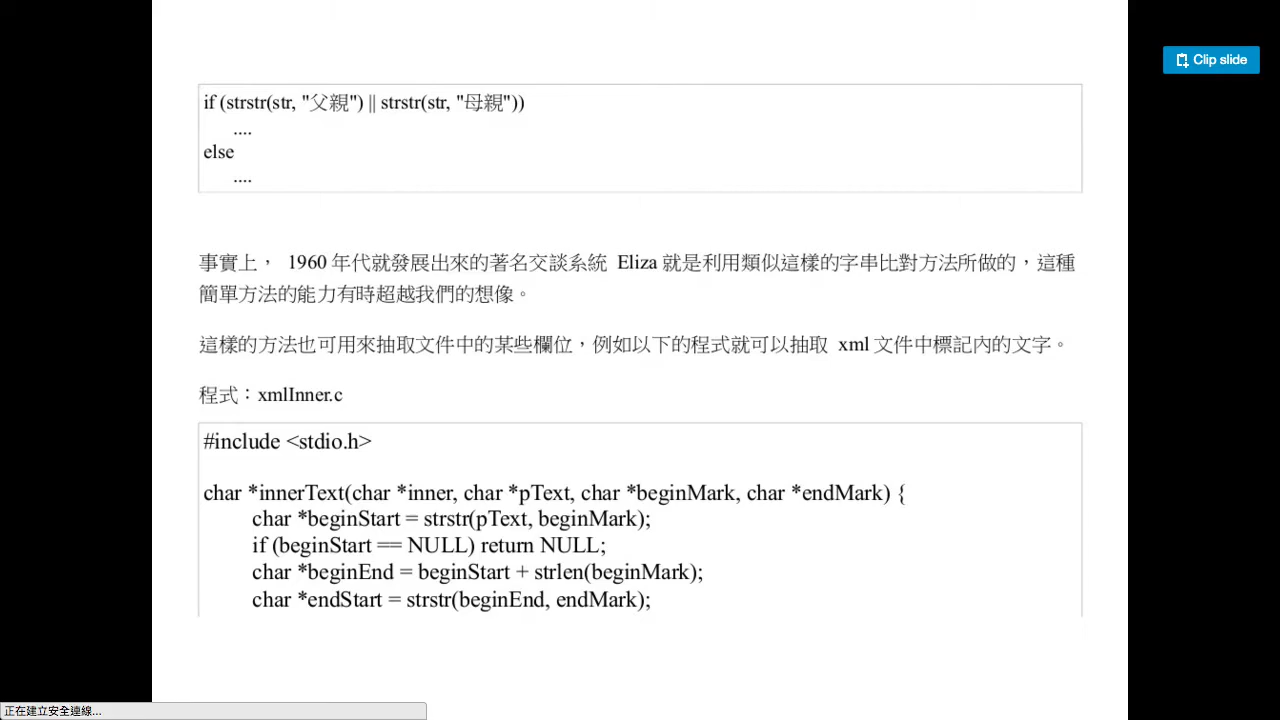 Clip slide
if (strstr(str, "父親") || strstr(str, "母親"))
....
else
....
事實上， 1960 年代就發展出來的著名交談系統 Eliza 就是利用類似這樣的字串比對方法所做的，這種
簡單方法的能力有時超越我們的想像。
這樣的方法也可用來抽取文件中的某些欄位，例如以下的程式就可以抽取 xml 文件中標記內的文字。
程式：xmlInner.c
#include <stdio.h>
char *innerText(char *inner, char *pText, char *beginMark, char *endMark) {
char *beginStart = strstr(pText, beginMark);
if (beginStart == NULL) return NULL;
char *beginEnd = beginStart + strlen(beginMark);
char *endStart = strstr(beginEnd, endMark);
正在建立安全連線...